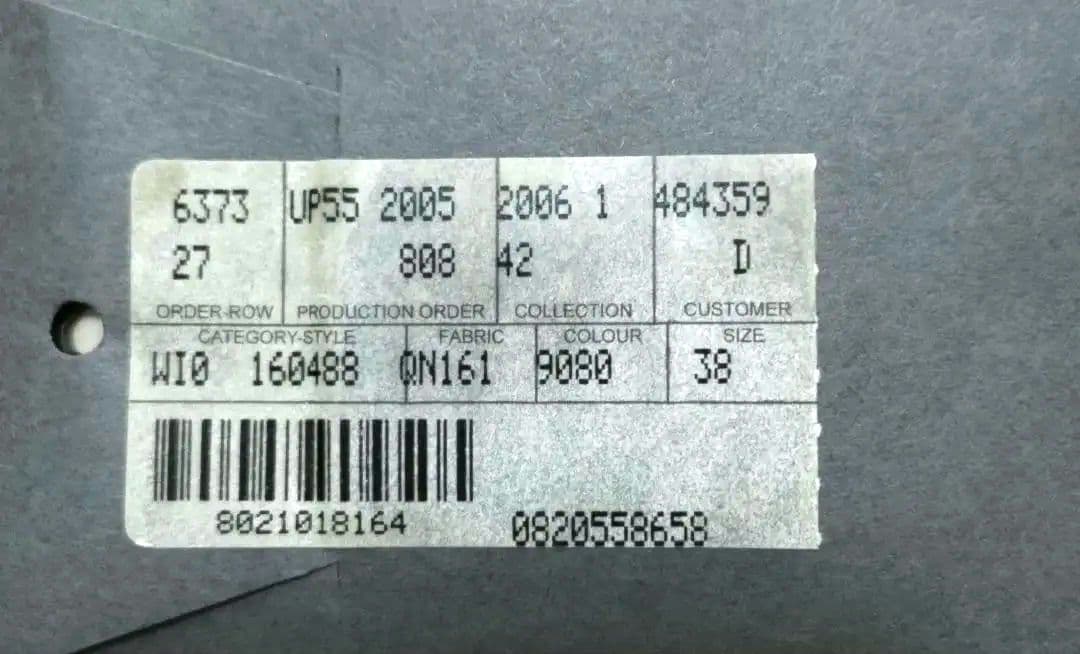 6373 UP55 2005 2006 1 484359
27 808 42 D
ORDER-ROW PRODUCTION ORDER COLLECTION CUSTOMER
CATEGORY-STYLE FABRIC COLOUR SIZE
WI0 160488 QN161 9080 38
8021018164 0820558658